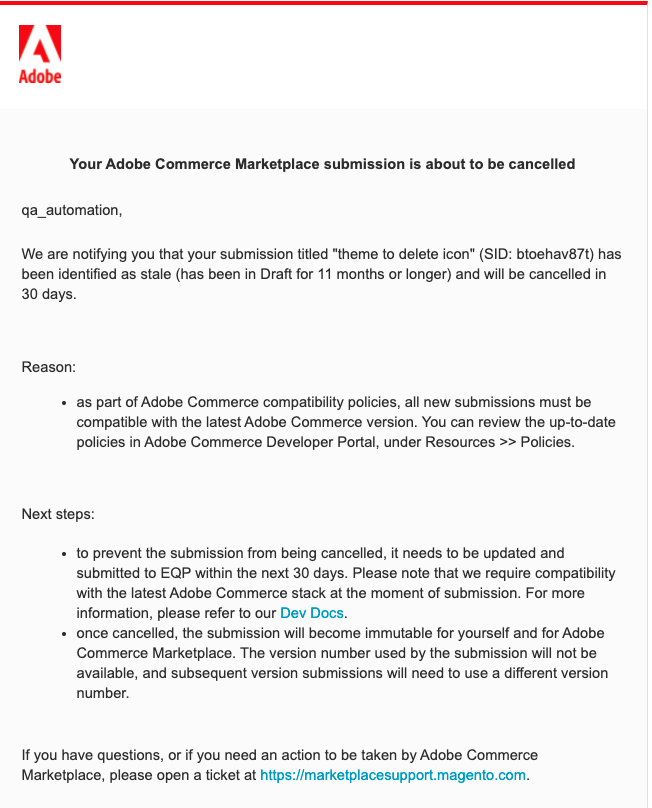 Adobe
Your Adobe Commerce Marketplace submission is about to be cancelled
qa_automation,
We are notifying you that your submission titled "theme to delete icon" (SID: btoehav87t) has
been identified as stale (has been in Draft for 11 months or longer) and will be cancelled in
30 days.
Reason:
• as part of Adobe Commerce compatibility policies, all new submissions must be
compatible with the latest Adobe Commerce version. You can review the up-to-date
policies in Adobe Commerce Developer Portal, under Resources >> Policies.
Next steps:
• to prevent the submission from being cancelled, it needs to be updated and
submitted to EQP within the next 30 days. Please note that we require compatibility
with the latest Adobe Commerce stack at the moment of submission. For more
information, please refer to our Dev Docs.
• once cancelled, the submission will become immutable for yourself and for Adobe
Commerce Marketplace. The version number used by the submission will not be
available, and subsequent version submissions will need to use a different version
number.
If you have questions, or if you need an action to be taken by Adobe Commerce
Marketplace, please open a ticket at https://marketplacesupport.magento.com.